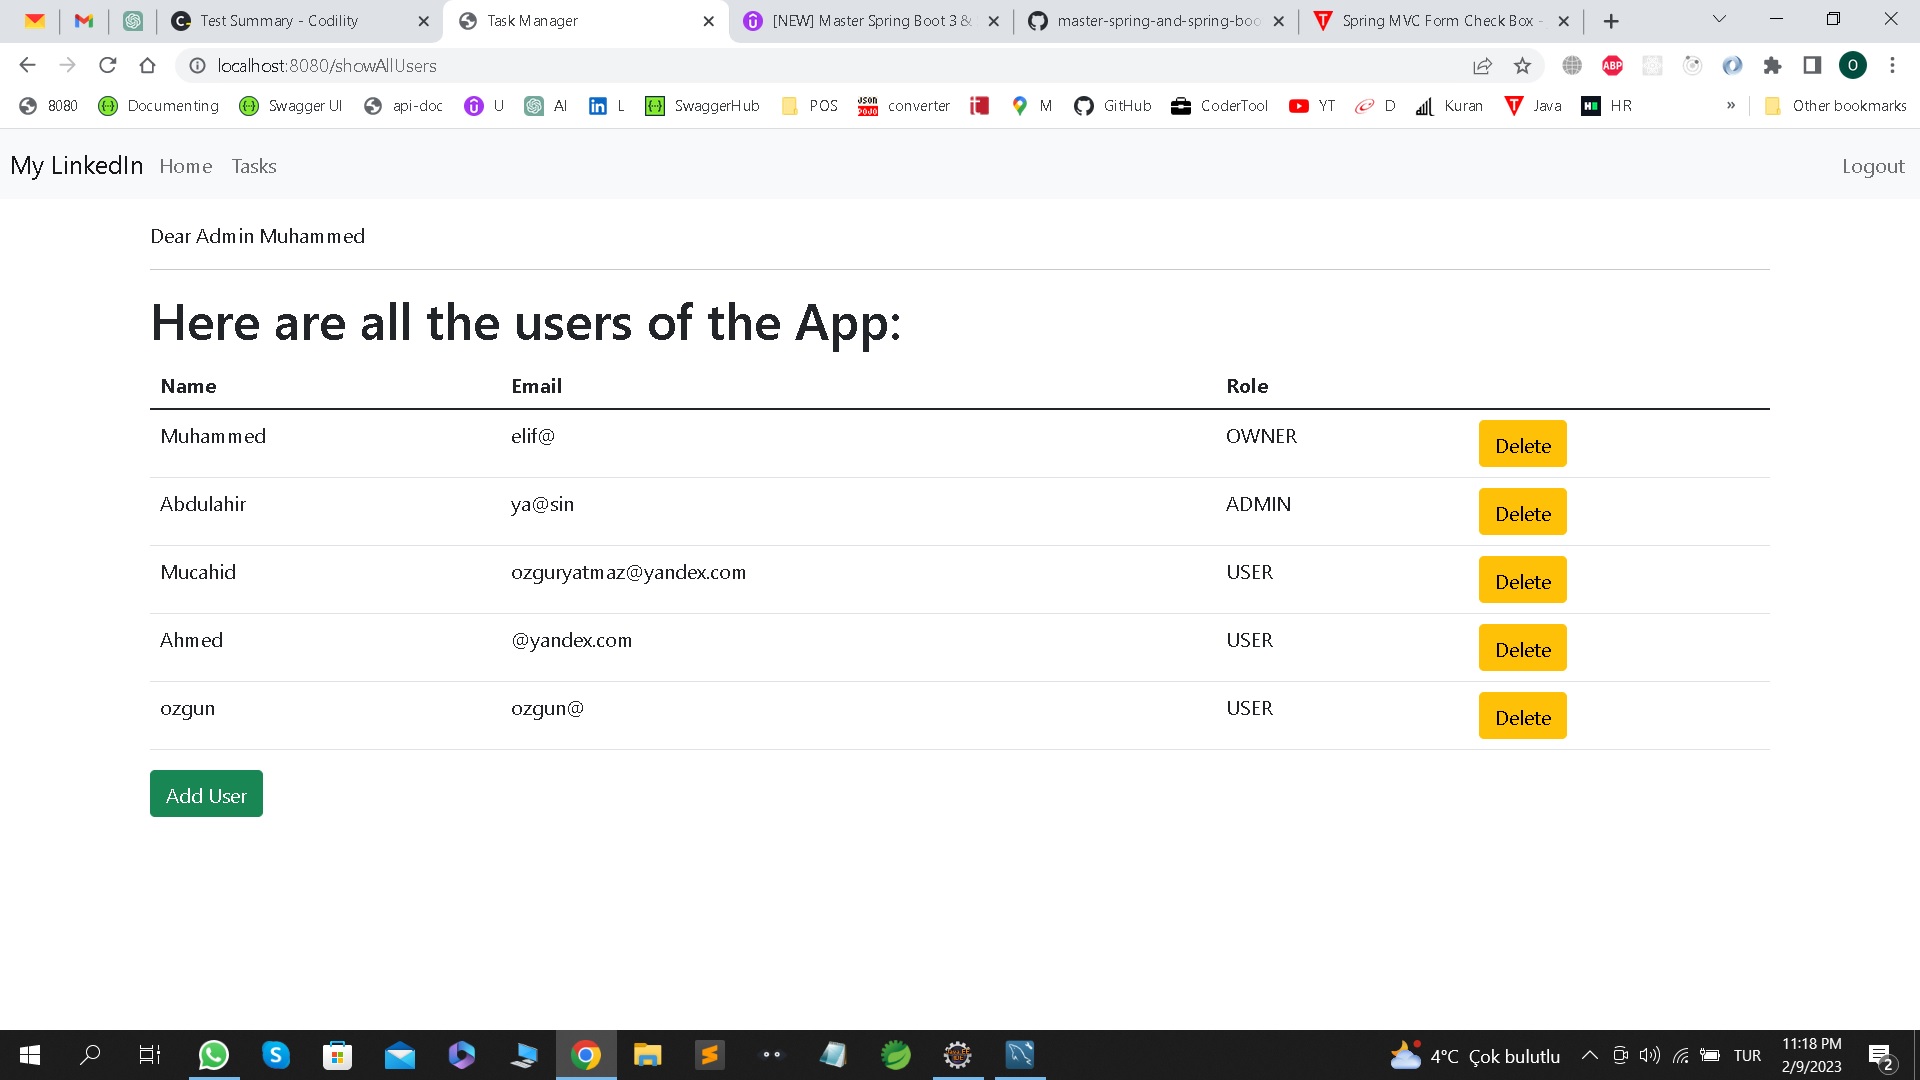 Test Summary - Codility
Task Manager
[NEW] Master Spring Boot 3 &
master-spring-and-spring-boo
Spring MVC Form Check Box -
localhost:8080/showAllUsers
ABP
O
8080
Documenting
Swagger UI
api-doc
U
AI
L
SwaggerHub
POS
converter
M
GitHub
CoderTool
YT
D
Kuran
Java
HR
»
Other bookmarks
My LinkedIn Home Tasks Logout
Dear Admin Muhammed
Here are all the users of the App:
Name Email Role
Muhammed elif@ OWNER Delete
Abdulahir ya@sin ADMIN Delete
Mucahid ozguryatmaz@yandex.com USER Delete
Ahmed @yandex.com USER Delete
ozgun ozgun@ USER Delete
Add User
4°C Çok bulutlu
TUR
11:18 PM
2/9/2023
2